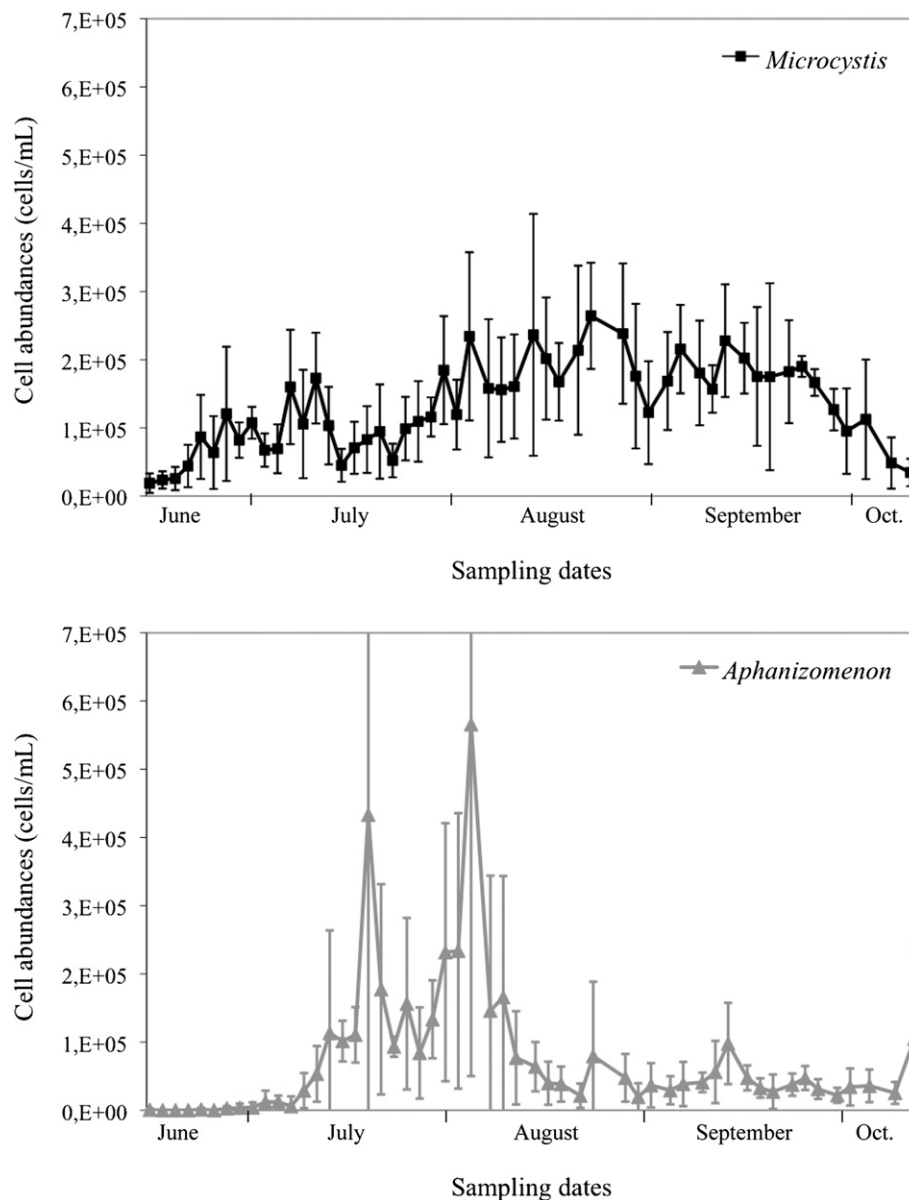 7,E+05
Microcystis
6,E+05
5,E+05
4,E+05
3,E+05
2,E+05
1,E+05
0,E+00
Cell abundances (cells/mL)
June July August September Oct.
Sampling dates
7,E+05
Aphanizomenon
6,E+05
5,E+05
4,E+05
3,E+05
2,E+05
1,E+05
0,E+00
Cell abundances (cells/mL)
June July August September Oct.
Sampling dates